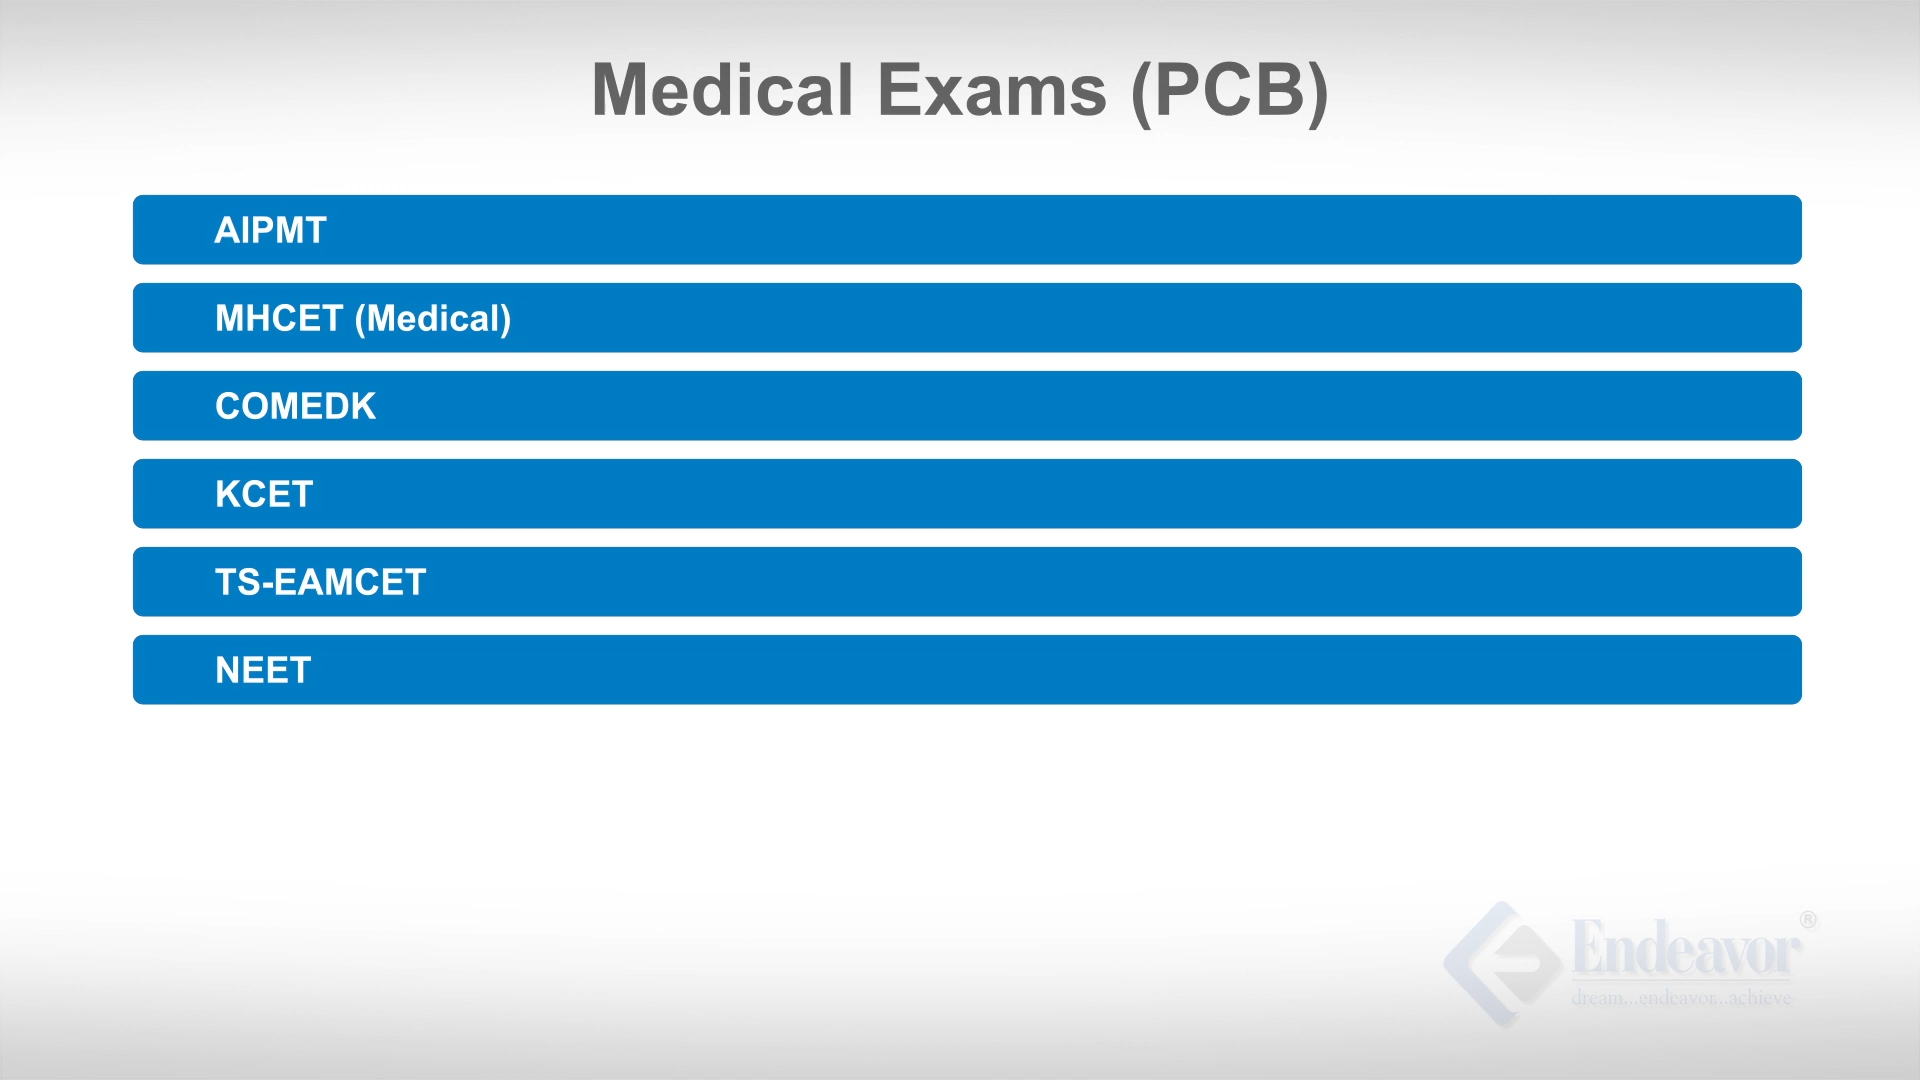 Medical Exams (PCB)
AIPMT
MHCET (Medical)
COMEDK
KCET
TS-EAMCET
NEET
Endeavor®
dream...endeavor...achieve